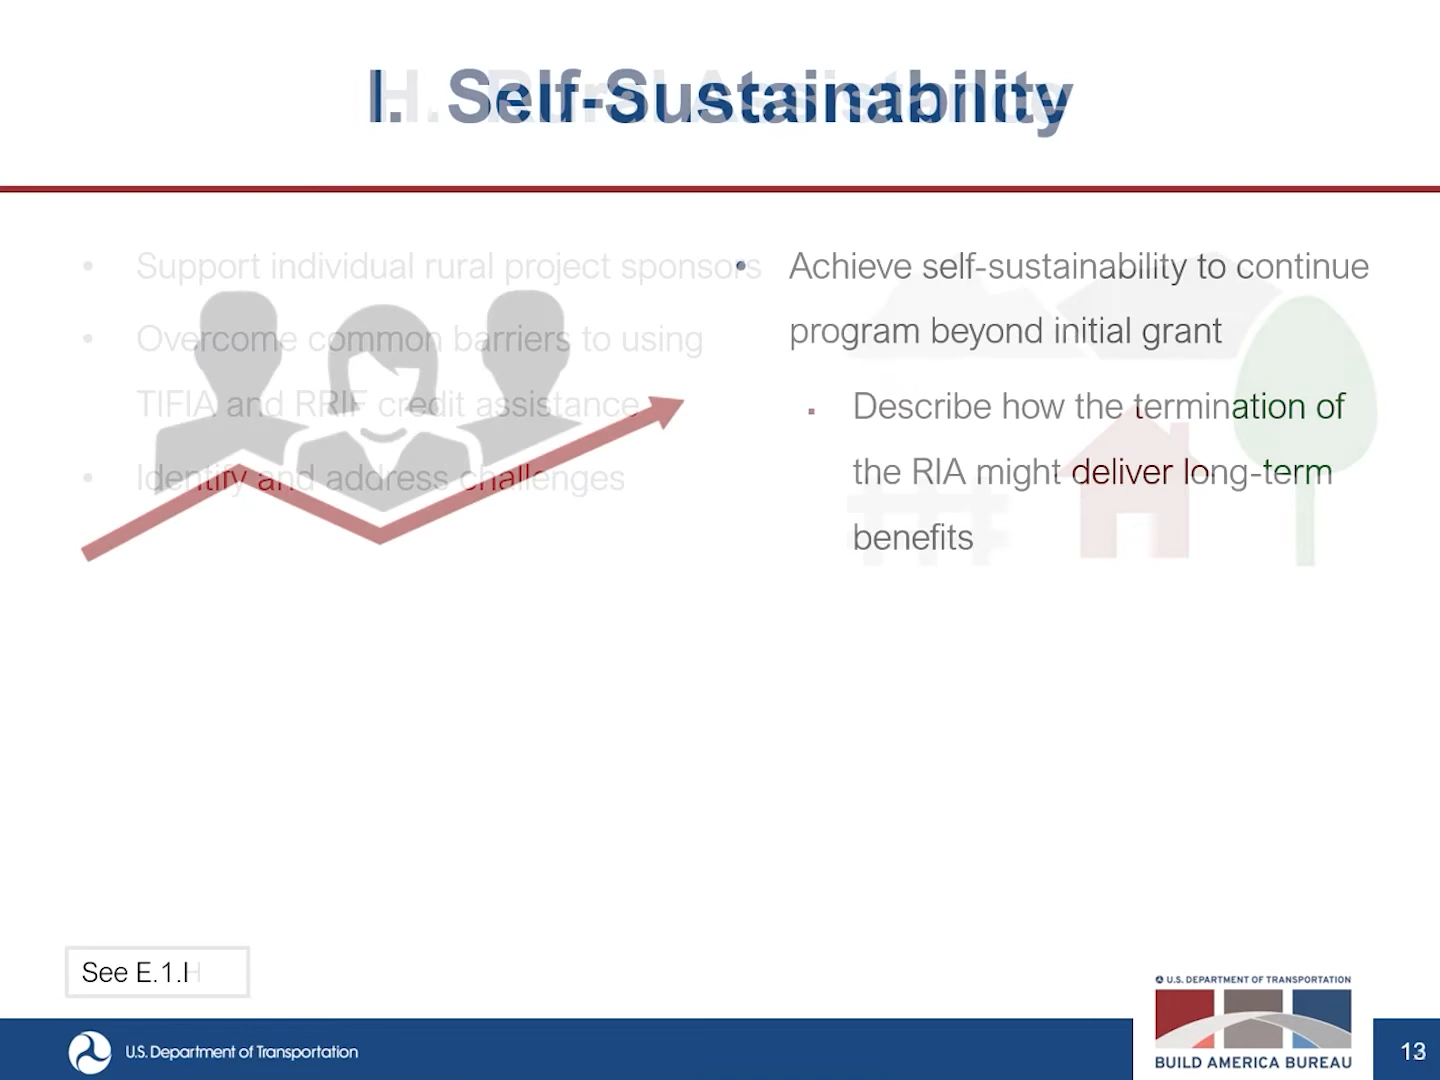 I. Self-Sustainability
H. Rural Assistance
• Support individual rural project sponsors
• Overcome common barriers to using
TIFIA and RRIF credit assistance
• Identify and address challenges
• Achieve self-sustainability to continue
program beyond initial grant
▪ Describe how the termination of
the RIA might deliver long-term
benefits
See E.1.I
U.S. Department of Transportation
U.S. DEPARTMENT OF TRANSPORTATION
BUILD AMERICA BUREAU
13